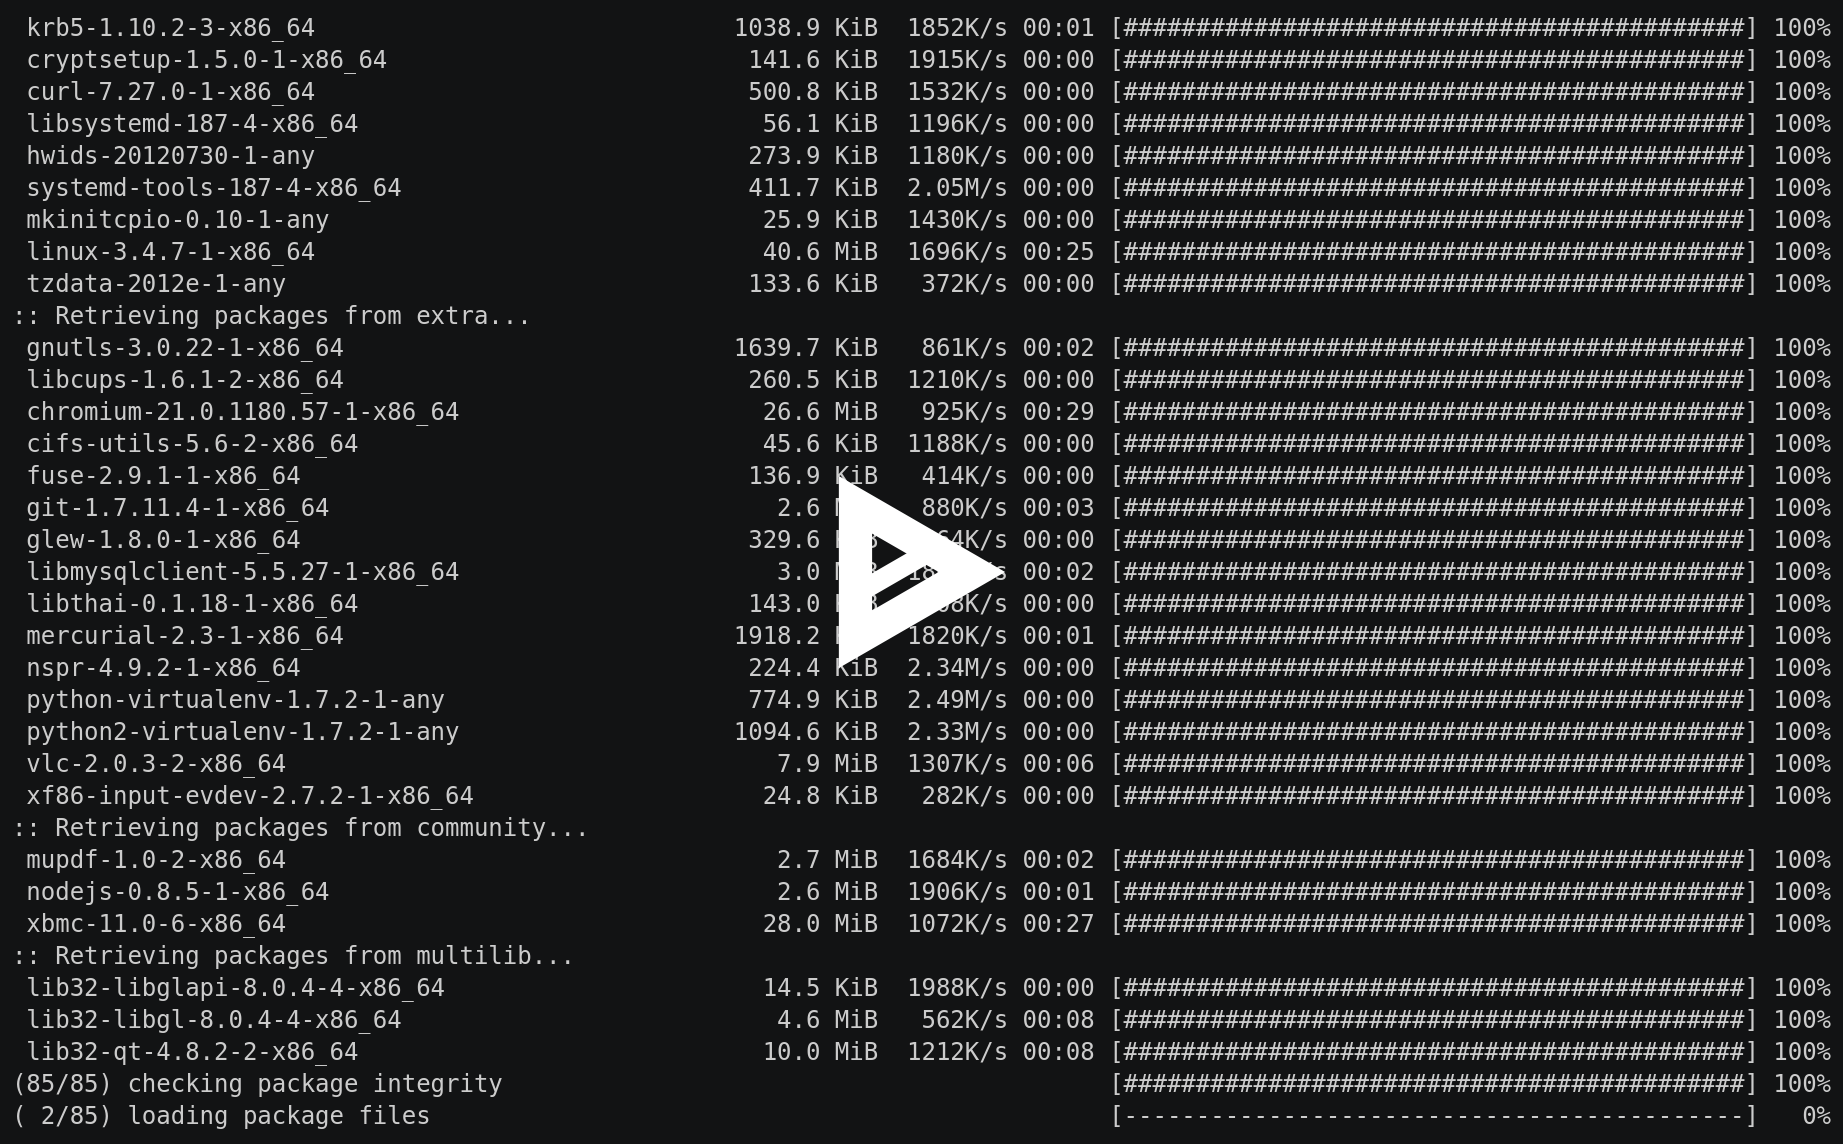 krb5-1.10.2-3-x86_64 1038.9 KiB 1852K/s 00:01 [###########################################] 100%
cryptsetup-1.5.0-1-x86_64 141.6 KiB 1915K/s 00:00 [###########################################] 100%
curl-7.27.0-1-x86_64 500.8 KiB 1532K/s 00:00 [###########################################] 100%
libsystemd-187-4-x86_64 56.1 KiB 1196K/s 00:00 [###########################################] 100%
hwids-20120730-1-any 273.9 KiB 1180K/s 00:00 [###########################################] 100%
systemd-tools-187-4-x86_64 411.7 KiB 2.05M/s 00:00 [###########################################] 100%
mkinitcpio-0.10-1-any 25.9 KiB 1430K/s 00:00 [###########################################] 100%
linux-3.4.7-1-x86_64 40.6 MiB 1696K/s 00:25 [###########################################] 100%
tzdata-2012e-1-any 133.6 KiB 372K/s 00:00 [###########################################] 100%
:: Retrieving packages from extra...
gnutls-3.0.22-1-x86_64 1639.7 KiB 861K/s 00:02 [###########################################] 100%
libcups-1.6.1-2-x86_64 260.5 KiB 1210K/s 00:00 [###########################################] 100%
chromium-21.0.1180.57-1-x86_64 26.6 MiB 925K/s 00:29 [###########################################] 100%
cifs-utils-5.6-2-x86_64 45.6 KiB 1188K/s 00:00 [###########################################] 100%
fuse-2.9.1-1-x86_64 136.9 KiB 414K/s 00:00 [###########################################] 100%
git-1.7.11.4-1-x86_64 2.6 880K/s 00:03 [###########################################] 100%
glew-1.8.0-1-x86_64 329.6 00:00 [###########################################] 100%
libmysqlclient-5.5.27-1-x86_64 3.0 00:02 [###########################################] 100%
libthai-0.1.18-1-x86_64 143.0 00:00 [###########################################] 100%
mercurial-2.3-1-x86_64 1918.2 1820K/s 00:01 [###########################################] 100%
nspr-4.9.2-1-x86_64 224.4 KiB 2.34M/s 00:00 [###########################################] 100%
python-virtualenv-1.7.2-1-any 774.9 KiB 2.49M/s 00:00 [###########################################] 100%
python2-virtualenv-1.7.2-1-any 1094.6 KiB 2.33M/s 00:00 [###########################################] 100%
vlc-2.0.3-2-x86_64 7.9 MiB 1307K/s 00:06 [###########################################] 100%
xf86-input-evdev-2.7.2-1-x86_64 24.8 KiB 282K/s 00:00 [###########################################] 100%
:: Retrieving packages from community...
mupdf-1.0-2-x86_64 2.7 MiB 1684K/s 00:02 [###########################################] 100%
nodejs-0.8.5-1-x86_64 2.6 MiB 1906K/s 00:01 [###########################################] 100%
xbmc-11.0-6-x86_64 28.0 MiB 1072K/s 00:27 [###########################################] 100%
:: Retrieving packages from multilib...
lib32-libglapi-8.0.4-4-x86_64 14.5 KiB 1988K/s 00:00 [###########################################] 100%
lib32-libgl-8.0.4-4-x86_64 4.6 MiB 562K/s 00:08 [###########################################] 100%
lib32-qt-4.8.2-2-x86_64 10.0 MiB 1212K/s 00:08 [###########################################] 100%
(85/85) checking package integrity [###########################################] 100%
( 2/85) loading package files [-------------------------------------------] 0%